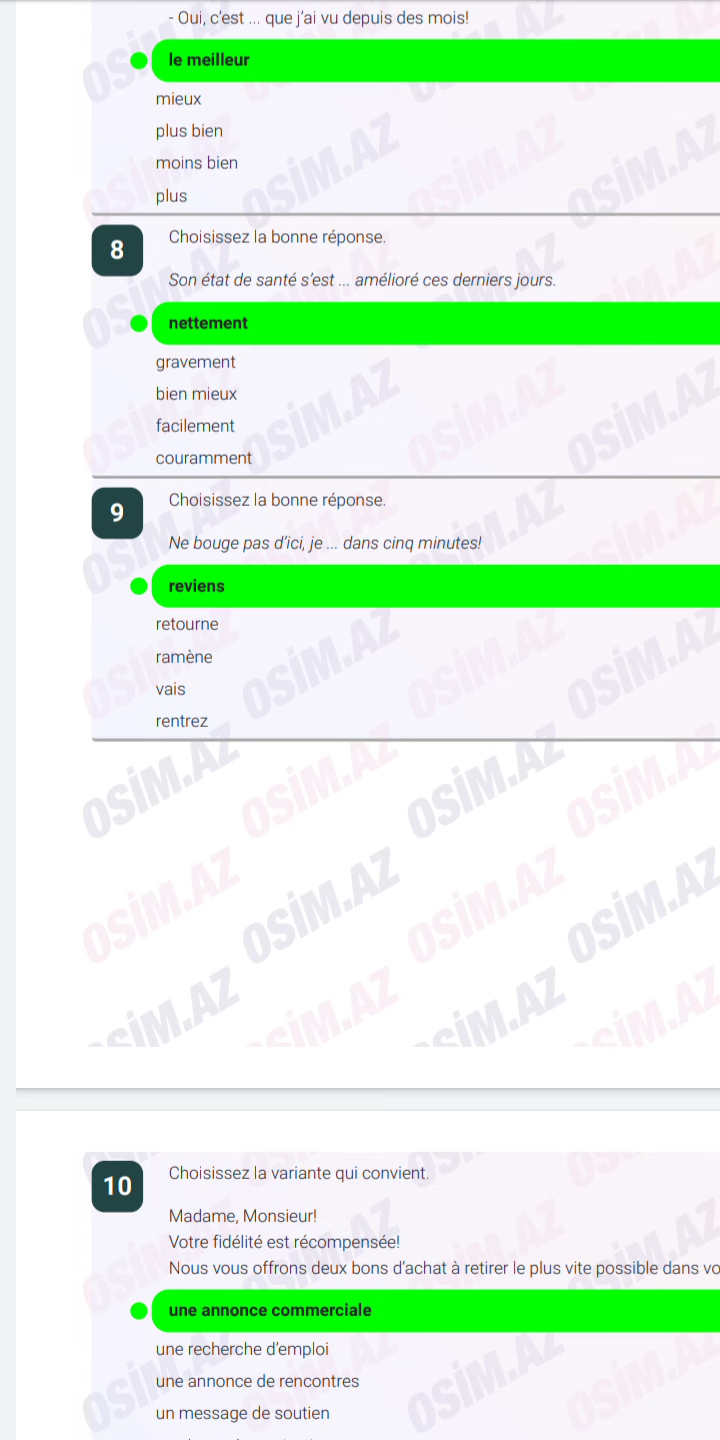 - Oui, c'est ... que j'ai vu depuis des mois!
le meilleur
mieux
plus bien
moins bien
plus
8
Choisissez la bonne réponse.
Son état de santé s'est ... amélioré ces derniers jours.
nettement
gravement
bien mieux
facilement
couramment
9
Choisissez la bonne réponse.
Ne bouge pas d'ici, je ... dans cinq minutes!
reviens
retourne
ramène
vais
rentrez
OSİM.AZ
10
Choisissez la variante qui convient.
Madame, Monsieur!
Votre fidélité est récompensée!
Nous vous offrons deux bons d'achat à retirer le plus vite possible dans
une annonce commerciale
une recherche d'emploi
une annonce de rencontres
un message de soutien